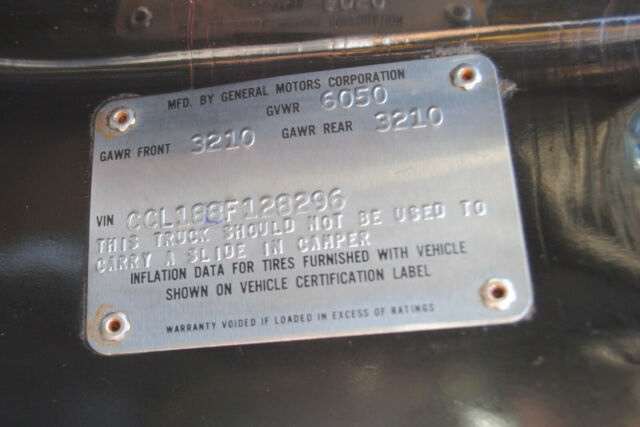 MFD. BY GENERAL MOTORS CORPORATION
GVWR 6050
GAWR FRONT 3210 GAWR REAR 3210
VIN CCL188F128296
THIS TRUCK SHOULD NOT BE USED TO
CARRY A SLIDE IN CAMPER
INFLATION DATA FOR TIRES FURNISHED WITH VEHICLE
SHOWN ON VEHICLE CERTIFICATION LABEL
WARRANTY VOIDED IF LOADED IN EXCESS OF RATINGS